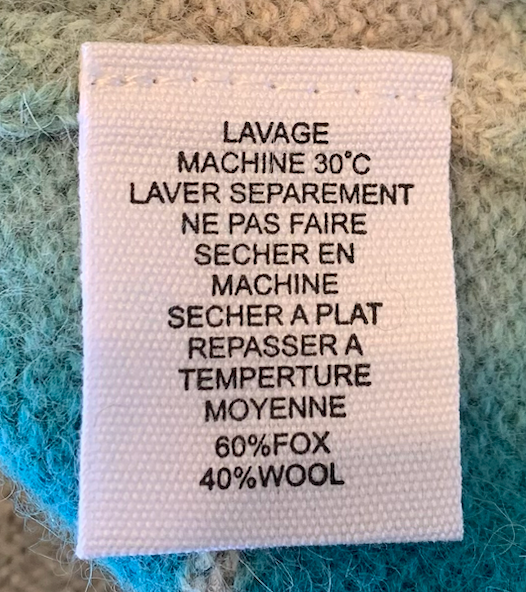 LAVAGE
MACHINE 30°C
LAVER SEPAREMENT
NE PAS FAIRE
SECHER EN
MACHINE
SECHER A PLAT
REPASSER A
TEMPERTURE
MOYENNE
60%FOX
40%WOOL